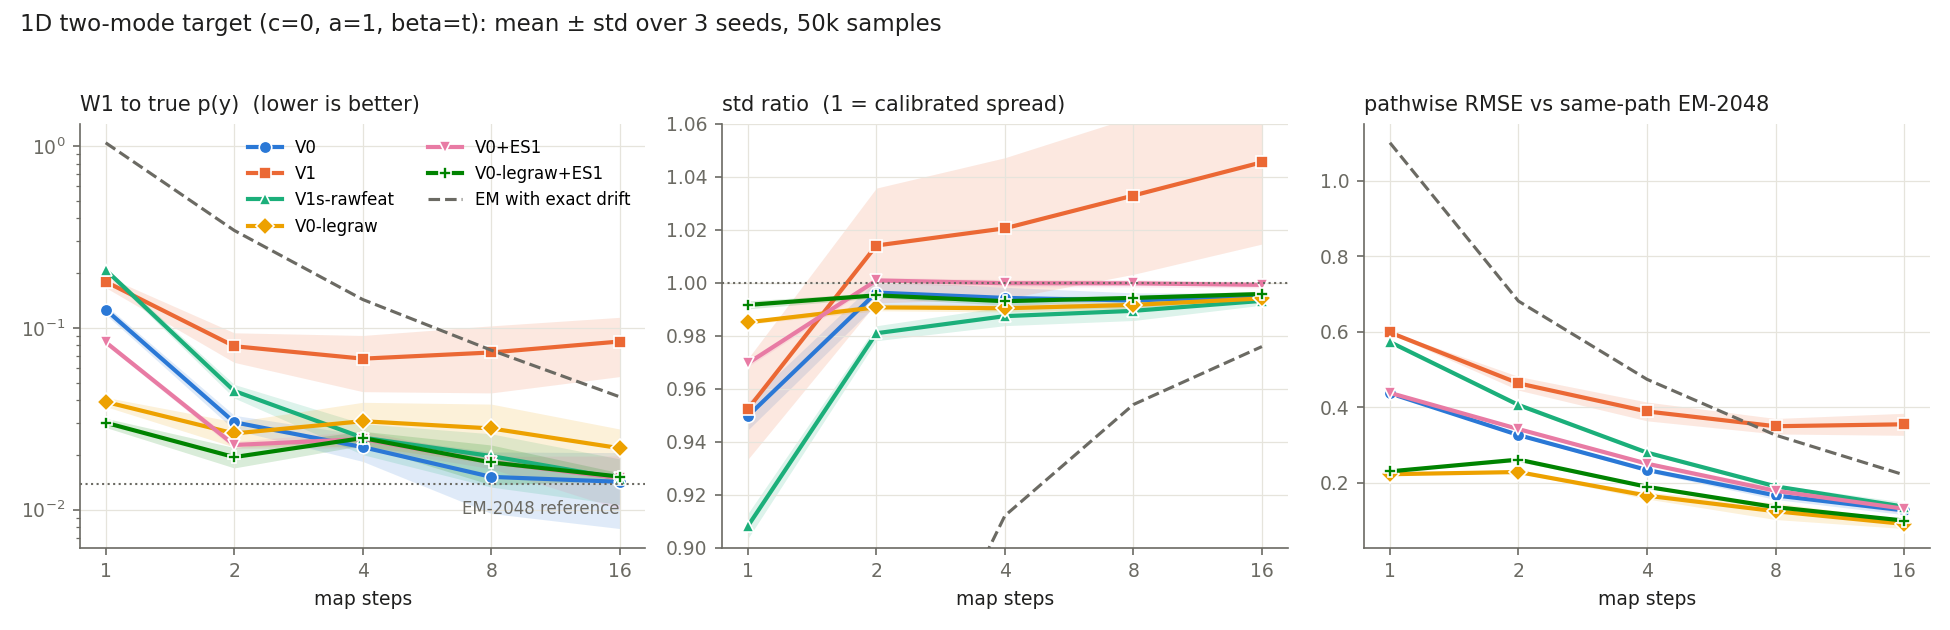 1D two-mode target (c=0, a=1, beta=t): mean ± std over 3 seeds, 50k samples
W1 to true p(y)  (lower is better)
10⁰
10⁻¹
10⁻²
V0
V1
V1s-rawfeat
V0-legraw
V0+ES1
V0-legraw+ES1
EM with exact drift
EM-2048 reference
1 2 4 8 16
map steps
std ratio  (1 = calibrated spread)
1.06
1.04
1.02
1.00
0.98
0.96
0.94
0.92
0.90
1 2 4 8 16
map steps
pathwise RMSE vs same-path EM-2048
1.0
0.8
0.6
0.4
0.2
1 2 4 8 16
map steps